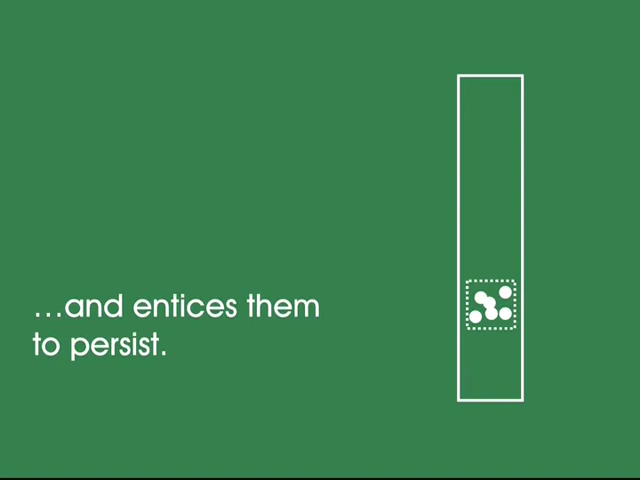 …and entices them
to persist.